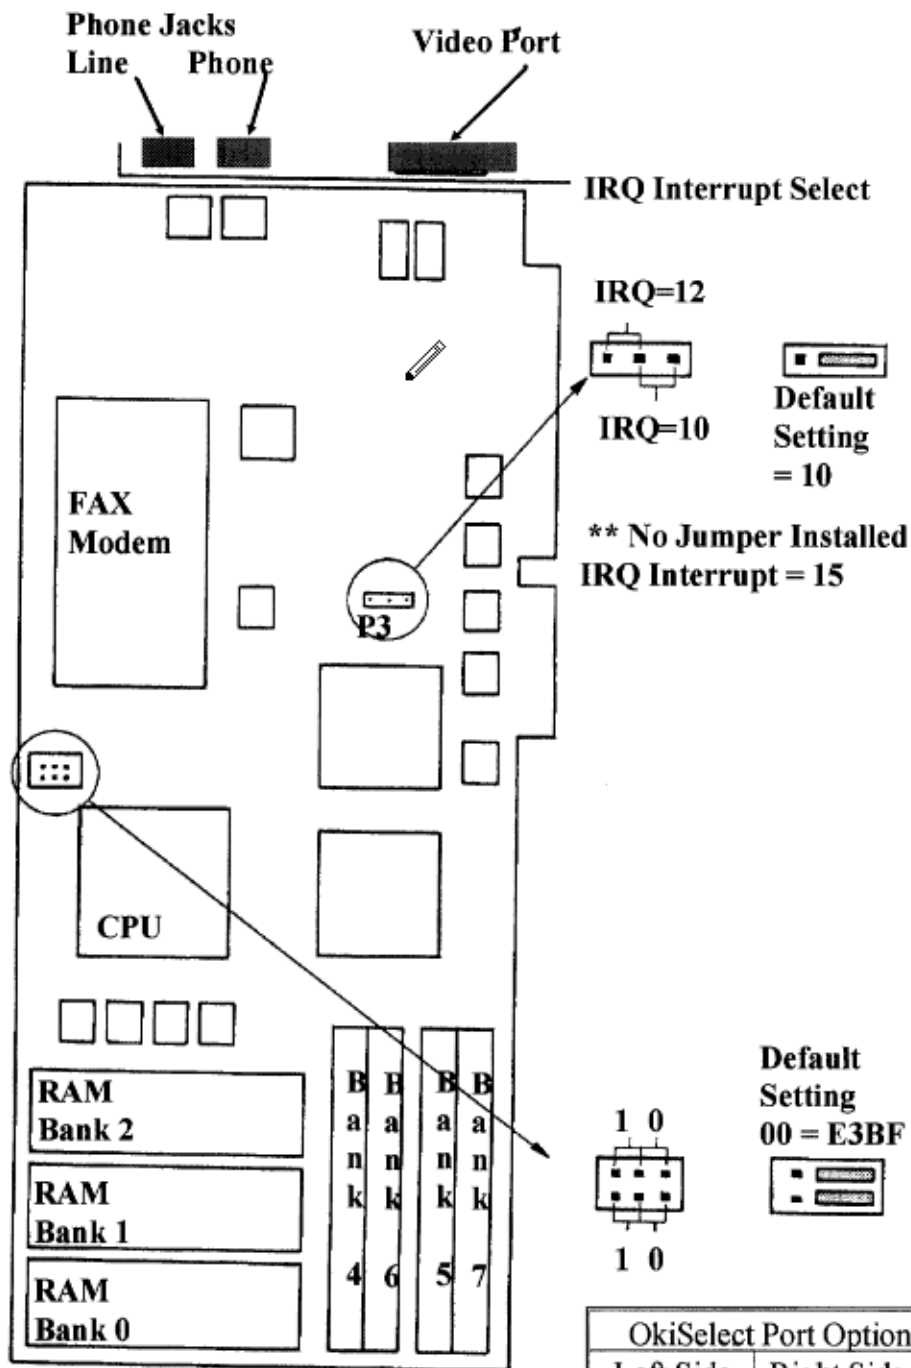 Phone Jacks
Line Phone
Video Port
IRQ Interrupt Select
IRQ=12
IRQ=10
Default
Setting
= 10
** No Jumper Installed
IRQ Interrupt = 15
FAX
Modem
P3
CPU
RAM
Bank 2
RAM
Bank 1
RAM
Bank 0
Bank 4
Bank 6
Bank 5
Bank 7
Default
Setting
00 = E3BF
1 0
1 0
OkiSelect Port Option